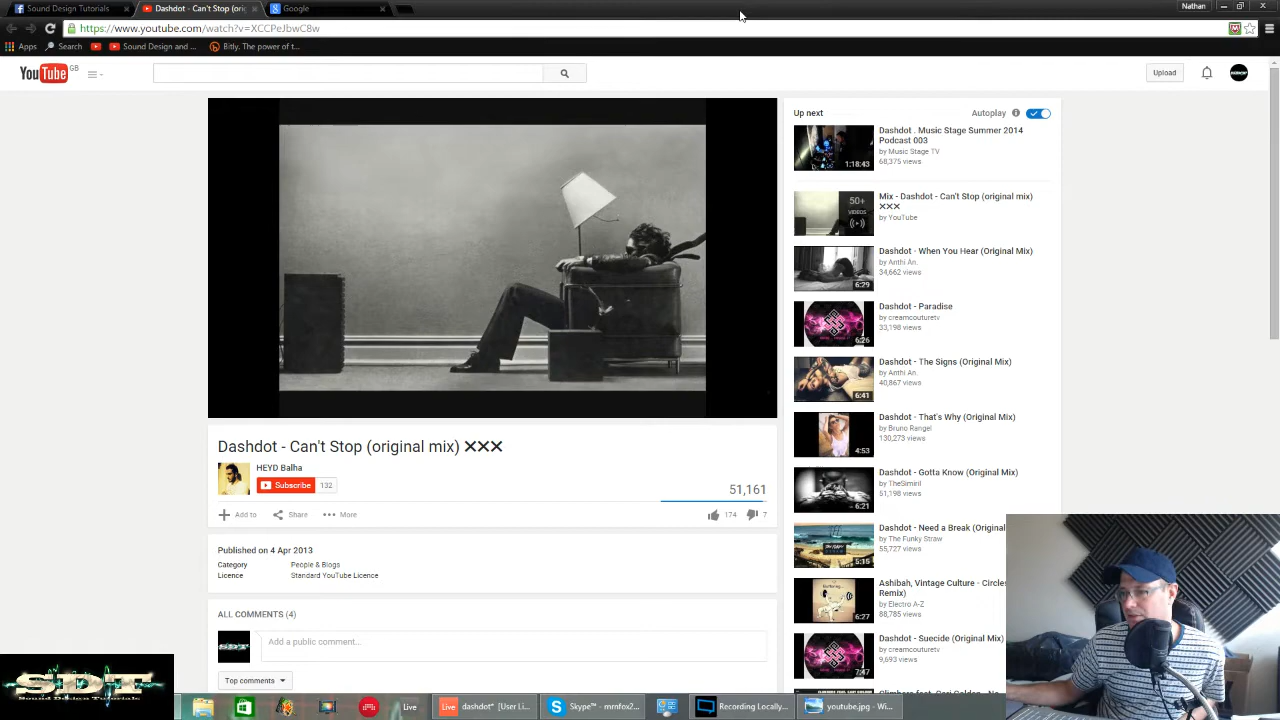 Sound Design Tutorials
Dashdot - Can't Stop (orig
Google
Nathan
https://www.youtube.com/watch?v=XCCPeJbwC8w
Apps
Search
Sound Design and ...
Bitly. The power of t...
YouTube GB
Upload
Up next
Autoplay
Dashdot . Music Stage Summer 2014
Podcast 003
by Music Stage TV
68,375 views
1:18:43
Mix - Dashdot - Can't Stop (original mix)
XXX
by YouTube
50+
VIDEOS
Dashdot - When You Hear (Original Mix)
by Anthi An.
34,662 views
6:29
Dashdot - Paradise
by creamcouturetv
33,198 views
6:26
Dashdot - The Signs (Original Mix)
by Anthi An.
40,867 views
6:41
Dashdot - That's Why (Original Mix)
by Bruno Rangel
130,273 views
4:53
Dashdot - Gotta Know (Original Mix)
by TheSimiril
51,198 views
6:21
Dashdot - Need a Break (Original
by The Funky Straw
55,727 views
5:15
Ashibah, Vintage Culture - Circles
Remix)
by Electro A-Z
88,785 views
6:27
Dashdot - Suecide (Original Mix)
by creamcouturetv
9,693 views
7:47
Dashdot - Can't Stop (original mix) XXX
HEYD Balha
Subscribe 132
51,161
Add to
Share
More
174
7
Published on 4 Apr 2013
Category People & Blogs
Licence Standard YouTube Licence
ALL COMMENTS (4)
Add a public comment...
Top comments
SDT
Sound Design Tutorials
Live
Live dashdot* [User Li...
Skype™ - mrnfox2...
Recording Locally...
youtube.jpg - Wi...